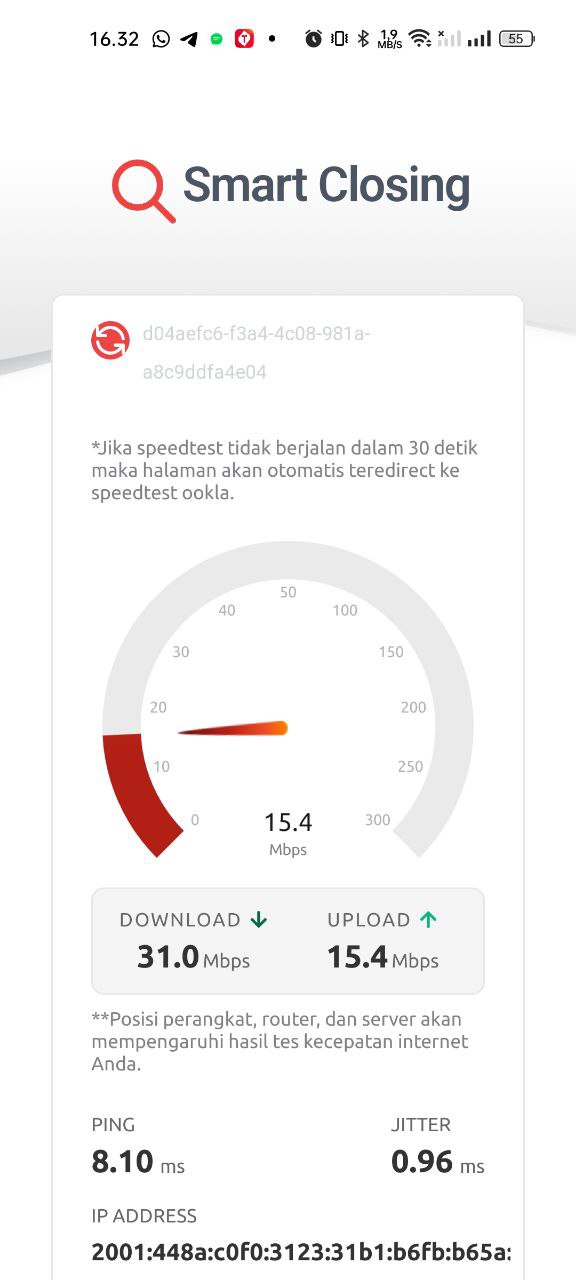 16.32
1.9
MB/S
55
Smart Closing
d04aefc6-f3a4-4c08-981a-
a8c9ddfa4e04
*Jika speedtest tidak berjalan dalam 30 detik
maka halaman akan otomatis teredirect ke
speedtest ookla.
50
40
100
30
150
20
200
10
250
0
300
15.4
Mbps
DOWNLOAD
UPLOAD
31.0 Mbps
15.4 Mbps
**Posisi perangkat, router, dan server akan
mempengaruhi hasil tes kecepatan internet
Anda.
PING
JITTER
8.10 ms
0.96 ms
IP ADDRESS
2001:448a:c0f0:3123:31b1:b6fb:b65a: